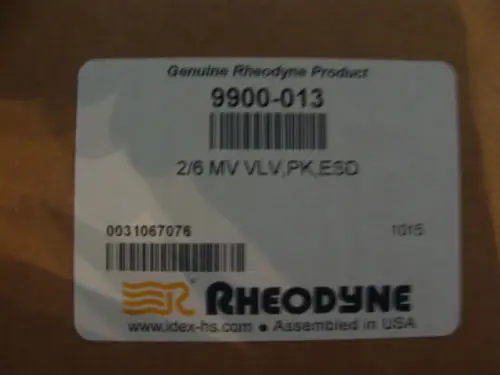 Genuine Rheodyne Product
9900-013
2/6 MV VLV,PK,ESD
0031067076 1015
RHEODYNE
www.idex-hs.com ● Assembled in USA